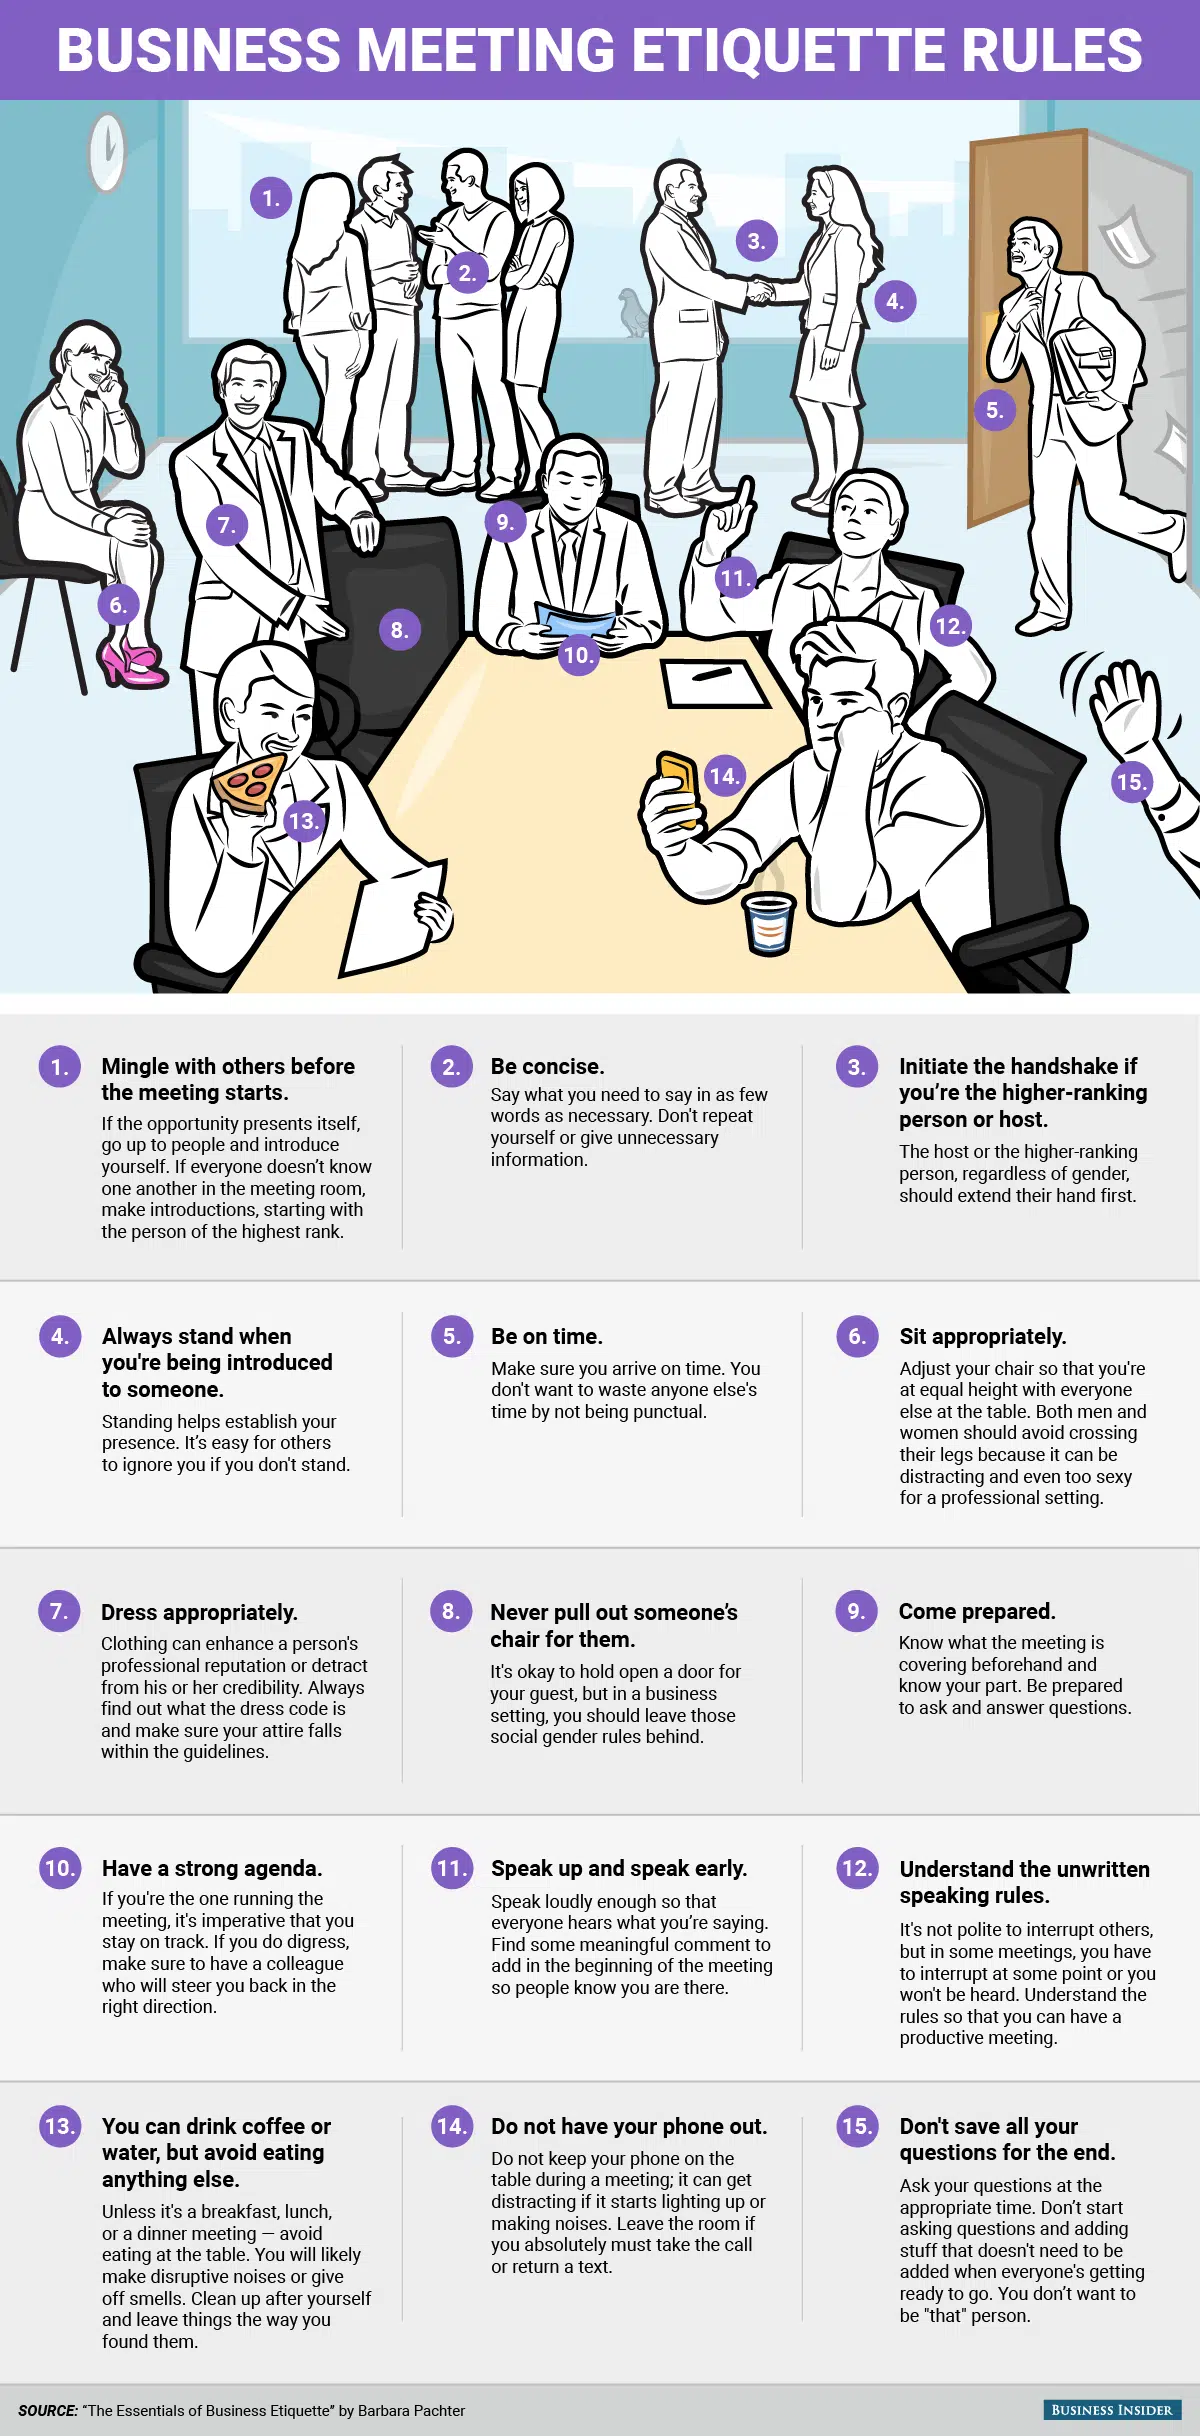 BUSINESS MEETING ETIQUETTE RULES
1.
2.
3.
4.
5.
6.
7.
8.
9.
10.
11.
12.
13.
14.
15.
1.
Mingle with others before
the meeting starts.
If the opportunity presents itself,
go up to people and introduce
yourself. If everyone doesn’t know
one another in the meeting room,
make introductions, starting with
the person of the highest rank.
2.
Be concise.
Say what you need to say in as few
words as necessary. Don't repeat
yourself or give unnecessary
information.
3.
Initiate the handshake if
you’re the higher-ranking
person or host.
The host or the higher-ranking
person, regardless of gender,
should extend their hand first.
4.
Always stand when
you're being introduced
to someone.
Standing helps establish your
presence. It’s easy for others
to ignore you if you don't stand.
5.
Be on time.
Make sure you arrive on time. You
don't want to waste anyone else's
time by not being punctual.
6.
Sit appropriately.
Adjust your chair so that you're
at equal height with everyone
else at the table. Both men and
women should avoid crossing
their legs because it can be
distracting and even too sexy
for a professional setting.
7.
Dress appropriately.
Clothing can enhance a person's
professional reputation or detract
from his or her credibility. Always
find out what the dress code is
and make sure your attire falls
within the guidelines.
8.
Never pull out someone’s
chair for them.
It's okay to hold open a door for
your guest, but in a business
setting, you should leave those
social gender rules behind.
9.
Come prepared.
Know what the meeting is
covering beforehand and
know your part. Be prepared
to ask and answer questions.
10.
Have a strong agenda.
If you're the one running the
meeting, it's imperative that you
stay on track. If you do digress,
make sure to have a colleague
who will steer you back in the
right direction.
11.
Speak up and speak early.
Speak loudly enough so that
everyone hears what you’re saying.
Find some meaningful comment to
add in the beginning of the meeting
so people know you are there.
12.
Understand the unwritten
speaking rules.
It's not polite to interrupt others,
but in some meetings, you have
to interrupt at some point or you
won't be heard. Understand the
rules so that you can have a
productive meeting.
13.
You can drink coffee or
water, but avoid eating
anything else.
Unless it's a breakfast, lunch,
or a dinner meeting — avoid
eating at the table. You will likely
make disruptive noises or give
off smells. Clean up after yourself
and leave things the way you
found them.
14.
Do not have your phone out.
Do not keep your phone on the
table during a meeting; it can get
distracting if it starts lighting up or
making noises. Leave the room if
you absolutely must take the call
or return a text.
15.
Don't save all your
questions for the end.
Ask your questions at the
appropriate time. Don’t start
asking questions and adding
stuff that doesn't need to be
added when everyone's getting
ready to go. You don’t want to
be "that" person.
SOURCE: “The Essentials of Business Etiquette” by Barbara Pachter
BUSINESS INSIDER